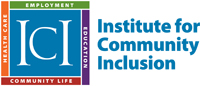 EMPLOYMENT
HEALTH CARE
ICI
EDUCATION
COMMUNITY LIFE
Institute for
Community
Inclusion